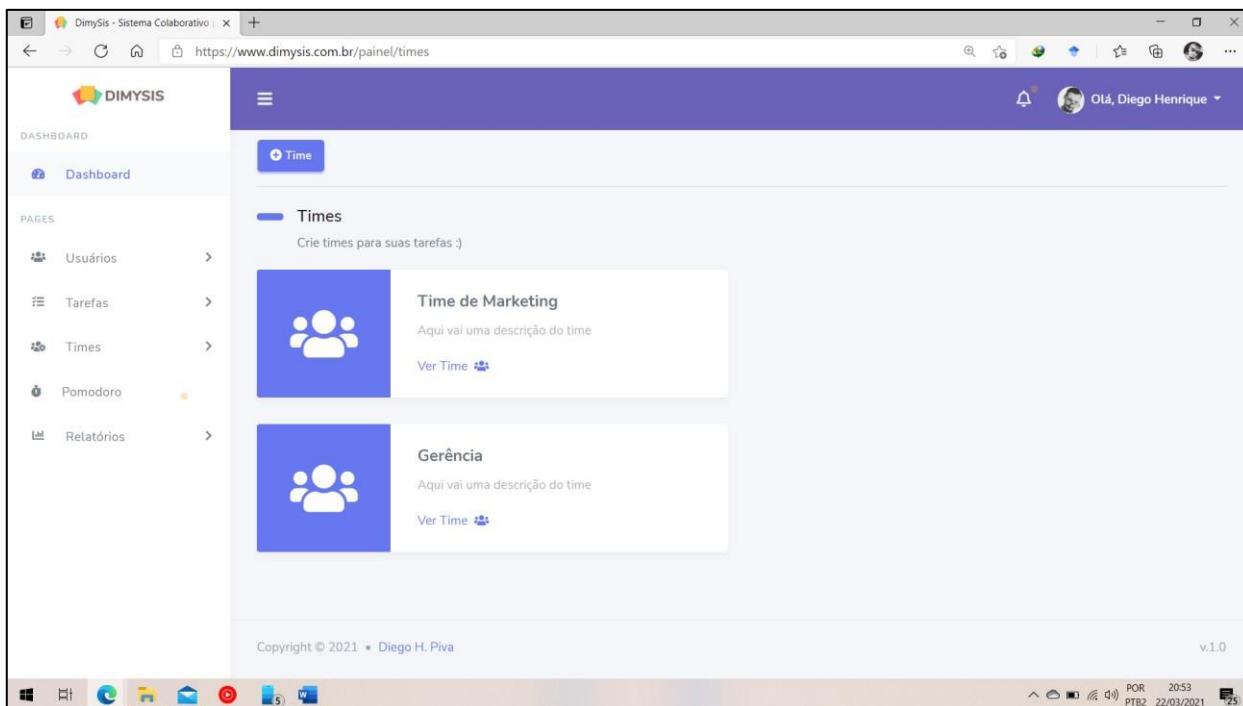 DimySis - Sistema Colaborativo
https://www.dimysis.com.br/painel/times
DIMYSIS
Olá, Diego Henrique
DASHBOARD
Dashboard
PAGES
Usuários
Tarefas
Times
Pomodoro
Relatórios
Time
Times
Crie times para suas tarefas :)
Time de Marketing
Aqui vai uma descrição do time
Ver Time
Gerência
Aqui vai uma descrição do time
Ver Time
Copyright © 2021 • Diego H. Piva
v.1.0
5
W
POR
PTB2
20:53
22/03/2021
25